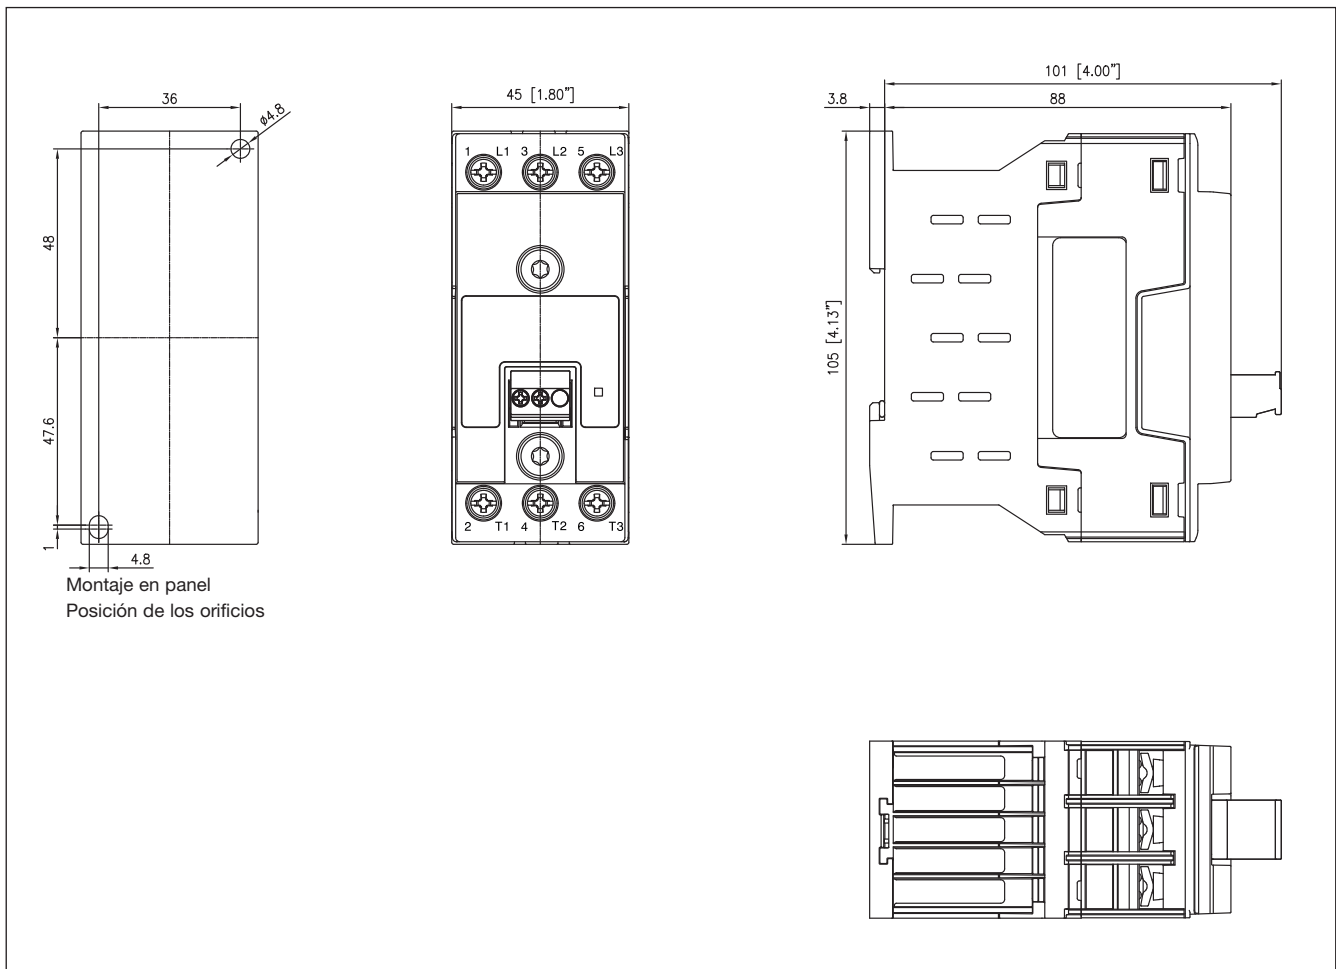 36
ø4.8
48
47.6
1
4.8
Montaje en panel
Posición de los orificios
45 [1.80”]
1 L1 3 L2 5 L3
2 T1 4 T2 6 T3
101 [4.00”]
3.8
88
105 [4.13”]